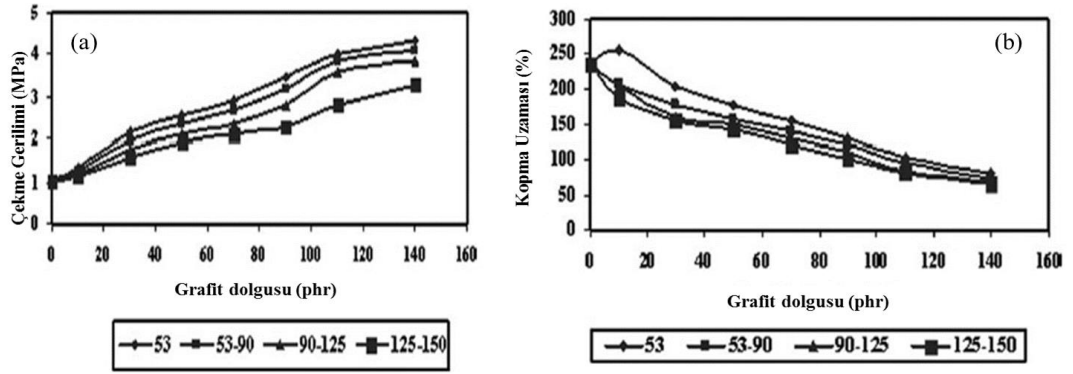 (a)
Çekme Gerilimi (MPa)
5
4
3
2
1
0
0 20 40 60 80 100 120 140 160
Grafit dolgusu (phr)
53 53-90 90-125 125-150
(b)
Kopma Uzaması (%)
300
250
200
150
100
50
0
0 20 40 60 80 100 120 140 160
Grafit dolgusu (phr)
53 53-90 90-125 125-150